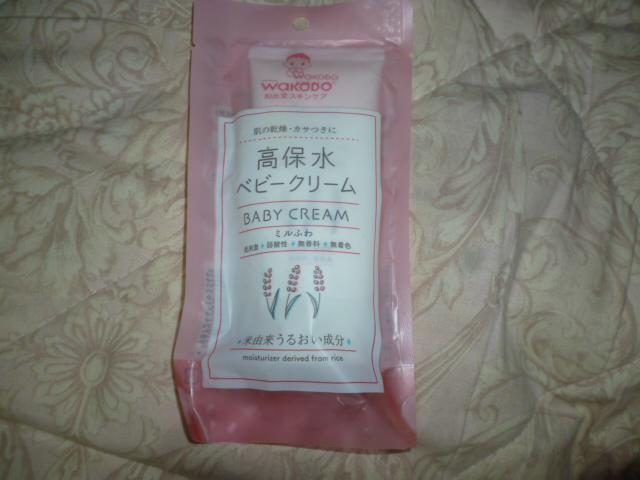 WAKODO
WAKODO
和光堂スキンケア
肌の乾燥・カサつきに
高保水
ベビークリーム
BABY CREAM
ミルふわ
低刺激 弱酸性 無香料 無着色
米由来うるおい成分
moisturizer derived from rice